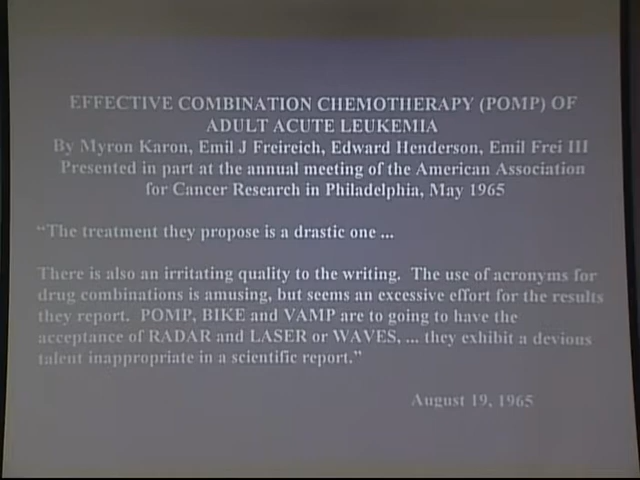 EFFECTIVE COMBINATION CHEMOTHERAPY (POMP) OF
ADULT ACUTE LEUKEMIA
By Myron Karon, Emil J Freireich, Edward Henderson, Emil Frei III
Presented in part at the annual meeting of the American Association
for Cancer Research in Philadelphia, May 1965
“The treatment they propose is a drastic one ...
There is also an irritating quality to the writing. The use of acronyms for
drug combinations is amusing, but seems an excessive effort for the results
they report. POMP, BIKE and VAMP are to going to have the
acceptance of RADAR and LASER or WAVES, ... they exhibit a devious
talent inappropriate in a scientific report.”
August 19, 1965